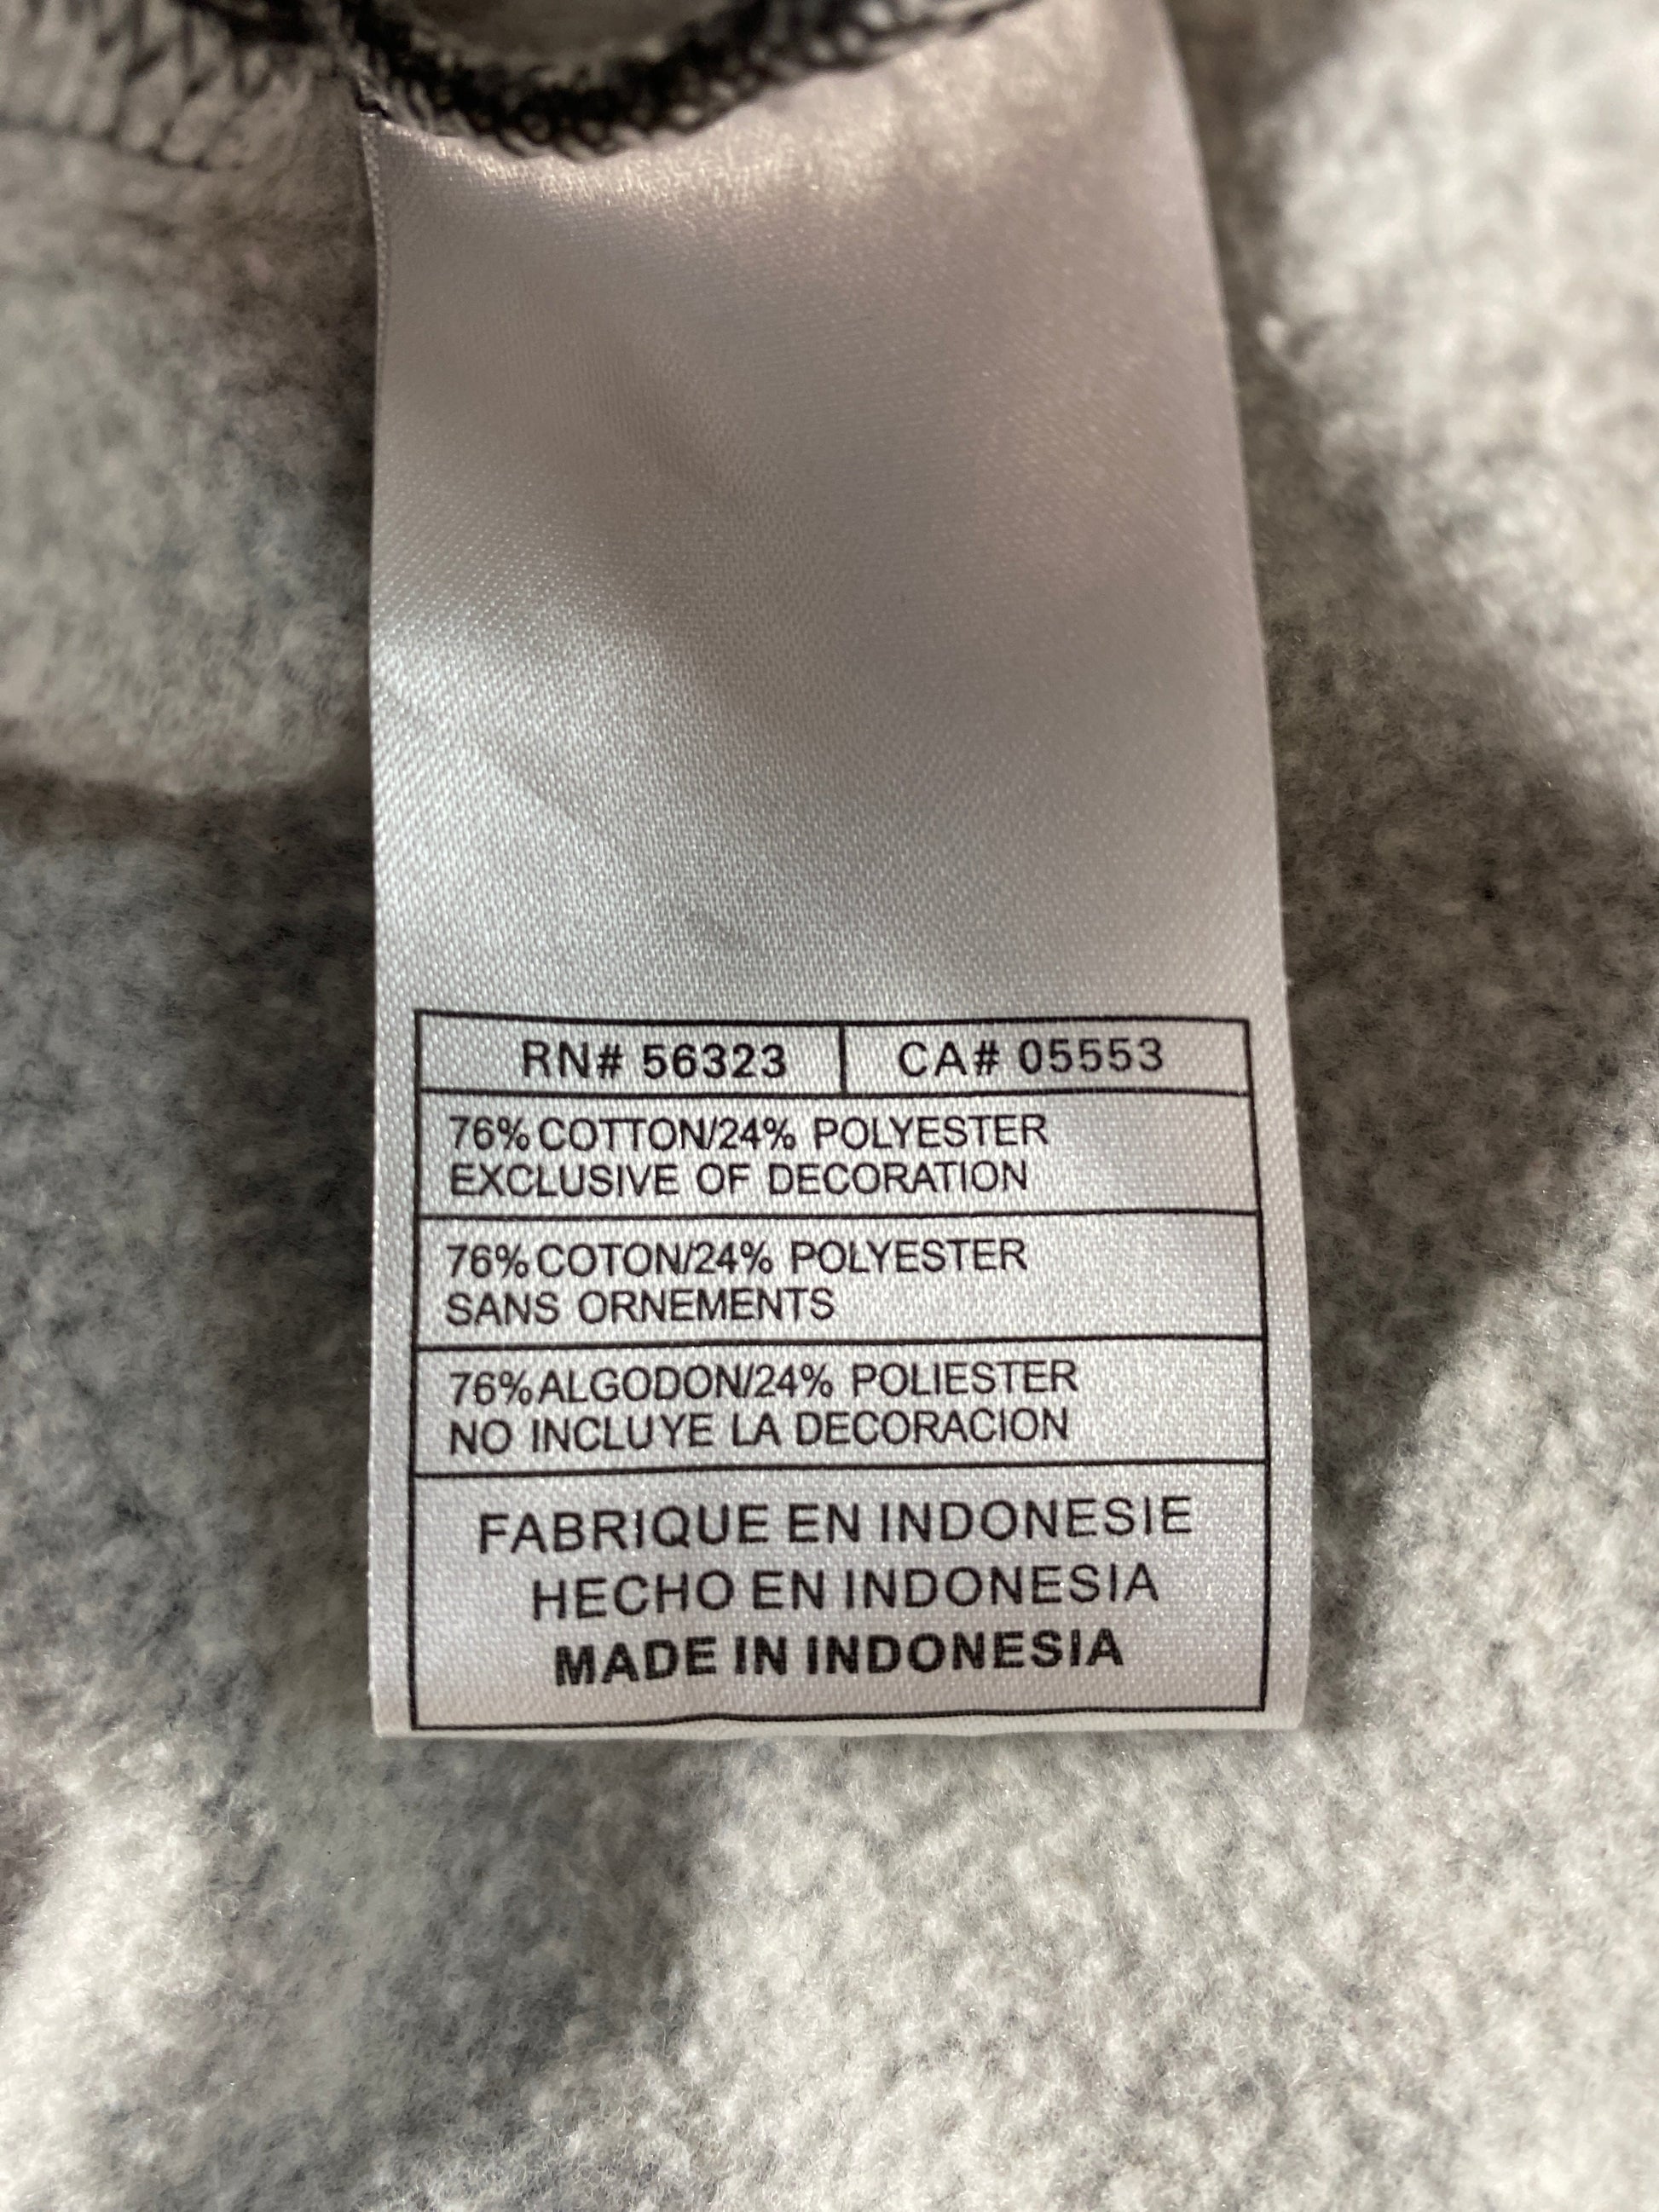 RN# 56323 CA# 05553
76% COTTON/24% POLYESTER
EXCLUSIVE OF DECORATION
76% COTON/24% POLYESTER
SANS ORNEMENTS
76% ALGODON/24% POLIESTER
NO INCLUYE LA DECORACION
FABRIQUE EN INDONESIE
HECHO EN INDONESIA
MADE IN INDONESIA